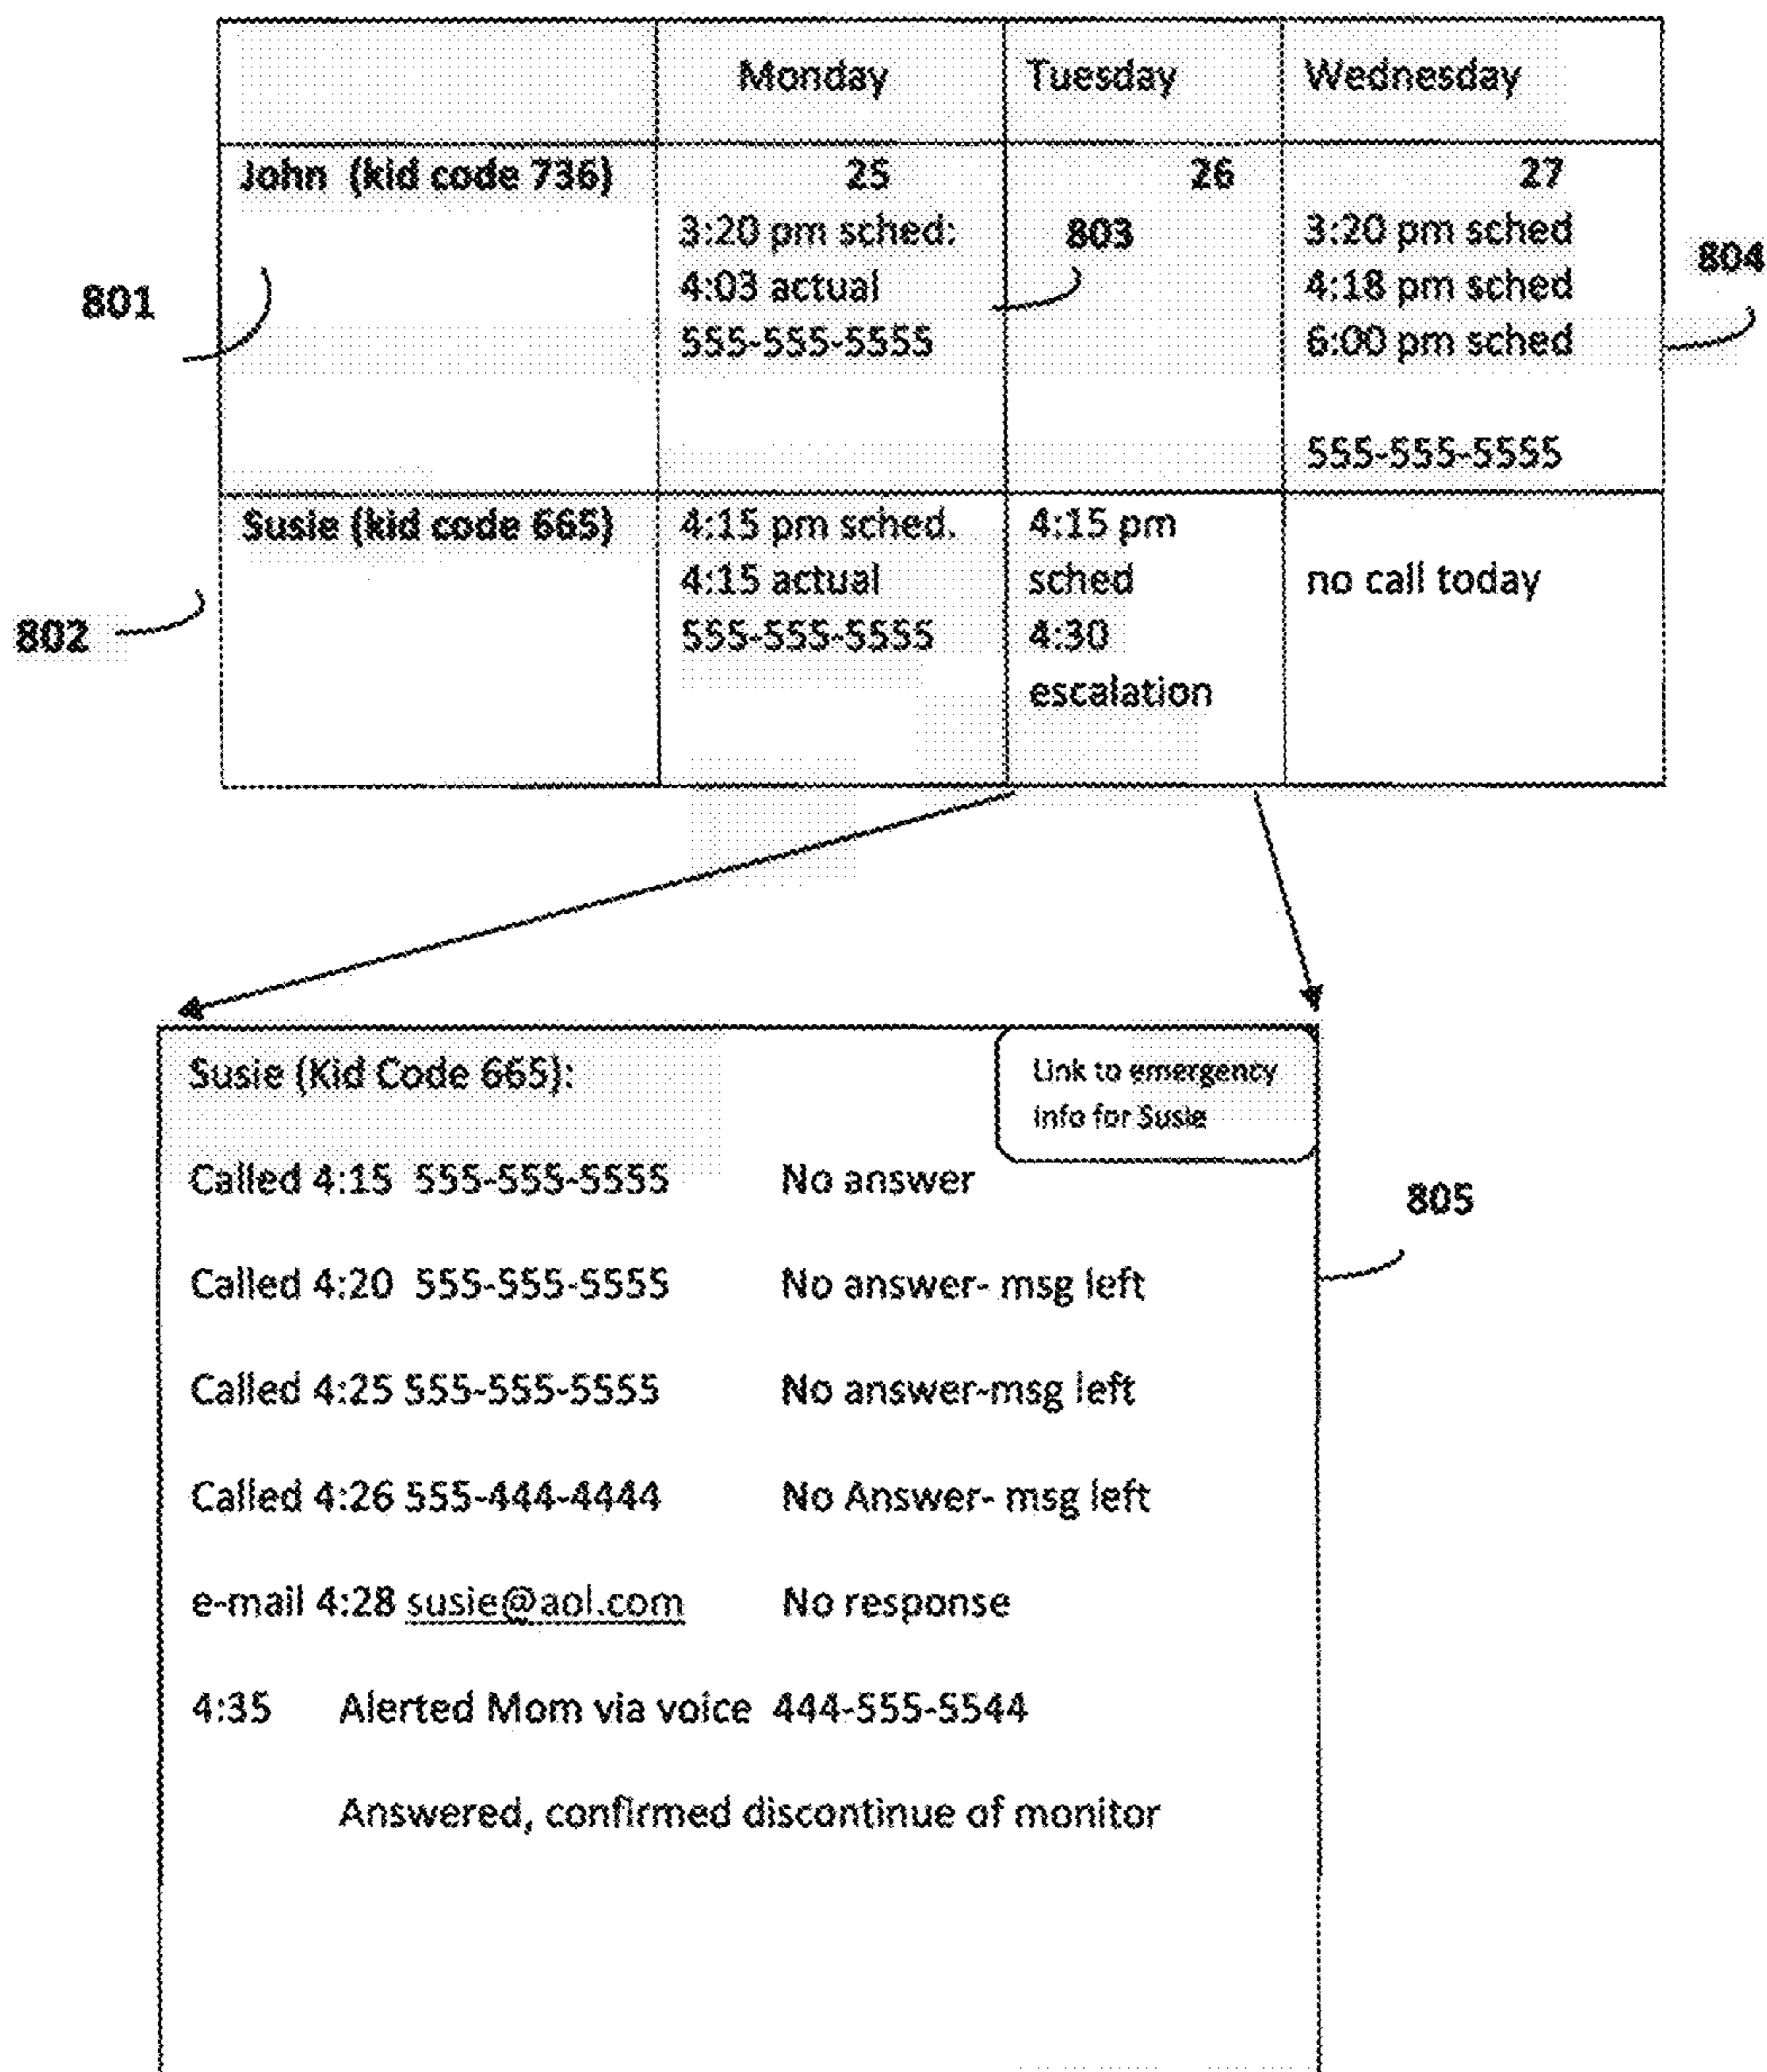 Monday Tuesday Wednesday
John (kid code 736) 25 26 27
3:20 pm sched: 803 3:20 pm sched
804
801 4:03 actual 4:18 pm sched
555-555-5555 6:00 pm sched
555-555-5555
Susie (kid code 665) 4:15 pm sched. 4:15 pm
4:15 actual sched no call today
802 555-555-5555 4:30
escalation
Susie (Kid Code 665): Link to emergency
Info for Susie
Called 4:15 555-555-5555 No answer
805
Called 4:20 555-555-5555 No answer- msg left
Called 4:25 555-555-5555 No answer-msg left
Called 4:26 555-444-4444 No Answer- msg left
e-mail 4:28 susie@aol.com No response
4:35 Alerted Mom via voice 444-555-5544
Answered, confirmed discontinue of monitor